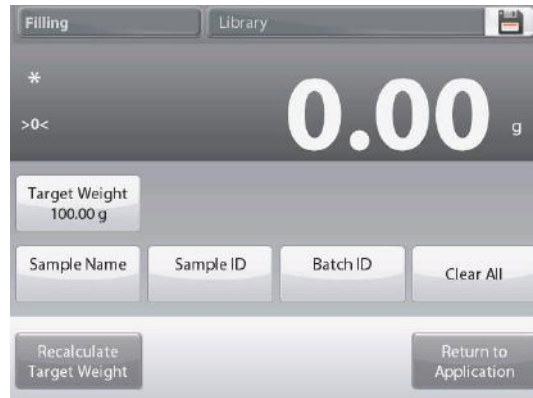 Filling
Library
*
>0<
0.00 g
Target Weight
100.00 g
Sample Name
Sample ID
Batch ID
Clear All
Recalculate
Target Weight
Return to
Application